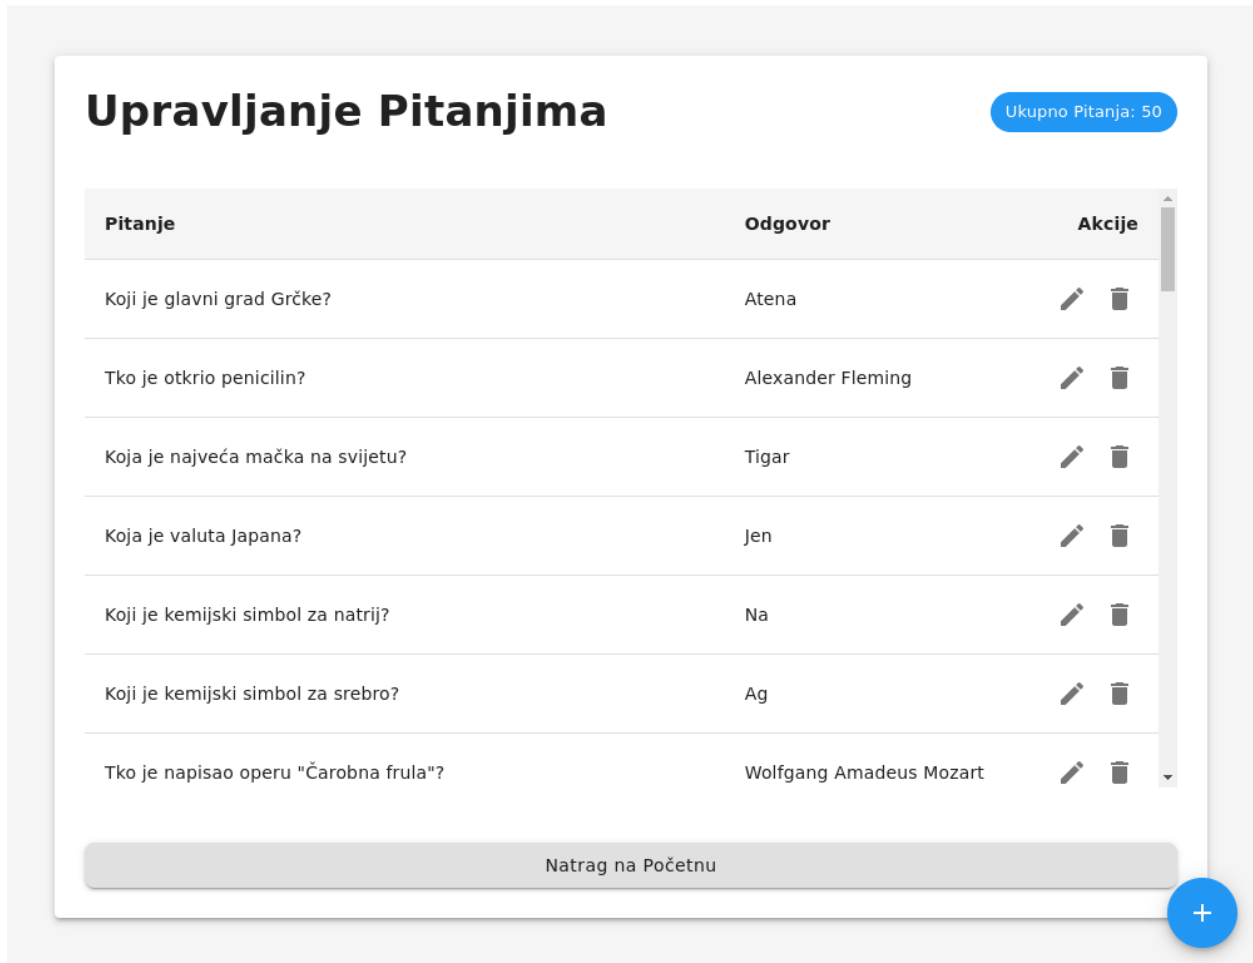 Upravljanje Pitanjima
Ukupno Pitanja: 50
Pitanje Odgovor Akcije
Koji je glavni grad Grčke? Atena
Tko je otkrio penicilin? Alexander Fleming
Koja je najveća mačka na svijetu? Tigar
Koja je valuta Japana? Jen
Koji je kemijski simbol za natrij? Na
Koji je kemijski simbol za srebro? Ag
Tko je napisao operu "Čarobna frula"? Wolfgang Amadeus Mozart
Natrag na Početnu
+